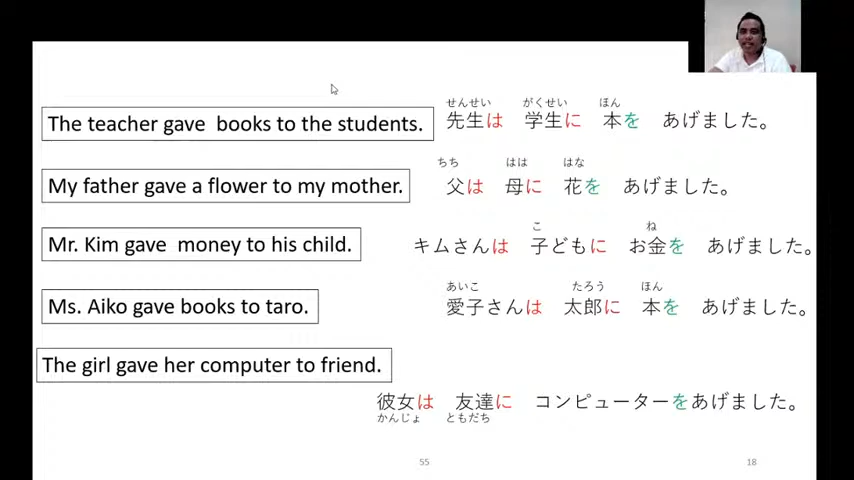 The teacher gave books to the students.
せんせい がくせい ほん
先生は 学生に 本を あげました。
My father gave a flower to my mother.
ちち はは はな
父は 母に 花を あげました。
Mr. Kim gave money to his child.
こ ね
キムさんは 子どもに お金を あげました。
Ms. Aiko gave books to taro.
あいこ たろう ほん
愛子さんは 太郎に 本を あげました。
The girl gave her computer to friend.
彼女は 友達に コンピューターをあげました。
かんじょ ともだち
55 18